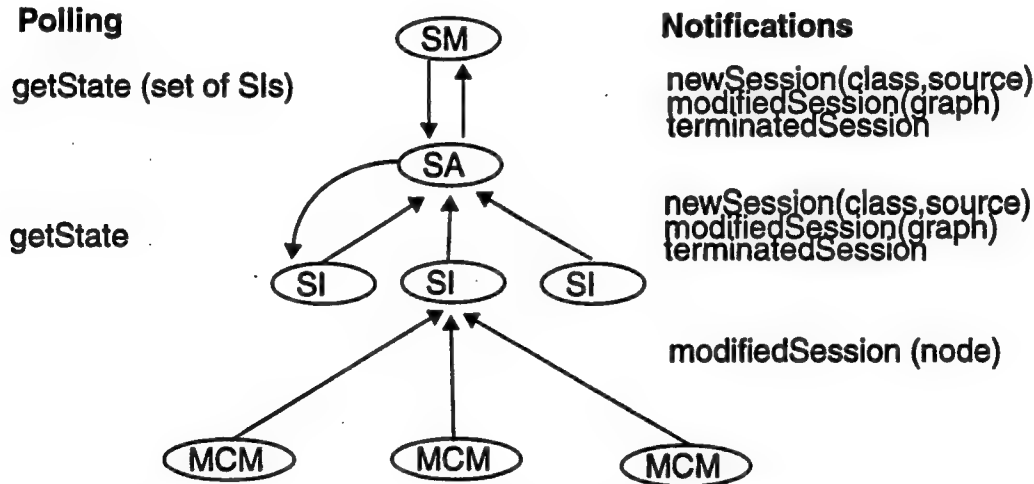 Polling
SM
Notifications
getState (set of SIs)
newSession(class,source)
modifiedSession(graph)
terminatedSession
SA
getState
newSession(class,source)
modifiedSession(graph)
terminatedSession
SI
SI
SI
modifiedSession (node)
MCM
MCM
MCM